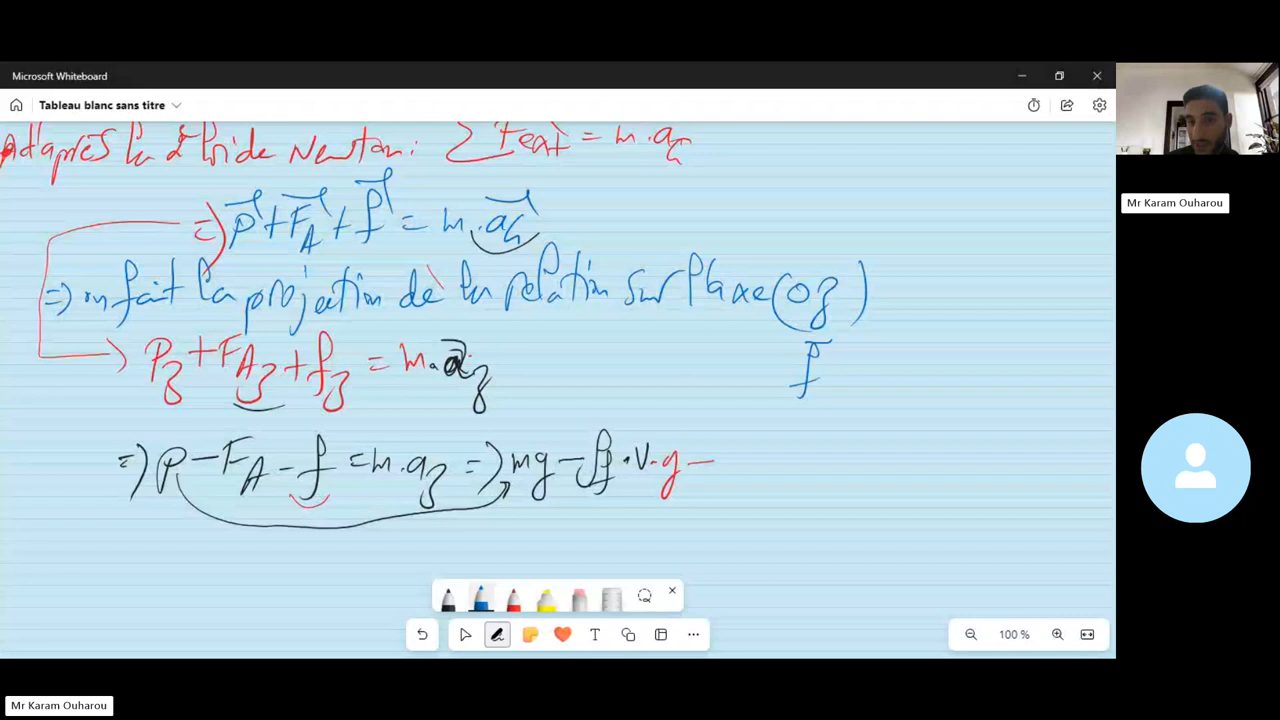 Microsoft Whiteboard
Tableau blanc sans titre
D'après la 2 loi de Newton : ΣFext = m.aG
Mr Karam Ouharou
=) P + FA + f = m.aG
=) on fait la projection de la relation sur l'axe (Oz)
Pz + FAz + fz = m.az
f
=) P - FA - f = m.az =) mg - ρf.V.g -
100 %
Mr Karam Ouharou